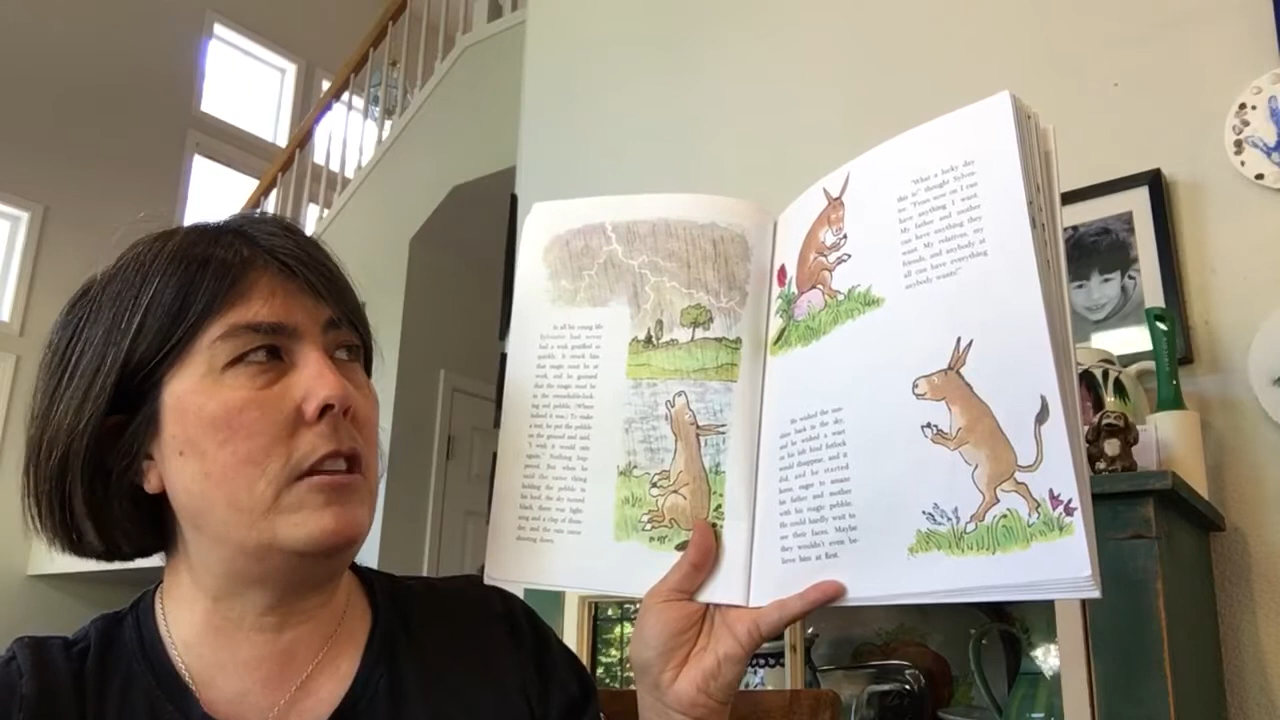 In all his young life
Sylvester had never
had a wish gratified so
quickly. It struck him
that magic must be at
work, and he guessed
that the magic must be
in the remarkable-look-
ing red pebble. (Where
indeed it was.) To make
a test, he put the pebble
on the ground and said,
"I wish it would rain
again." Nothing hap-
pened. But when he
said the same thing
holding the pebble in
his hoof, the sky turned
black, there was light-
ning and a clap of thun-
der, and the rain came
shooting down.
"What a lucky day
this is!" thought Sylves-
ter. "From now on I can
have anything I want.
My father and mother
can have anything they
want. My relatives, my
friends, and anybody at
all can have everything
anybody wants!"
He wished the sun-
shine back in the sky,
and he wished a wart
on his left hind fetlock
would disappear, and it
did, and he started
home, eager to amaze
his father and mother
with his magic pebble.
He could hardly wait to
see their faces. Maybe
they wouldn't even be-
lieve him at first.